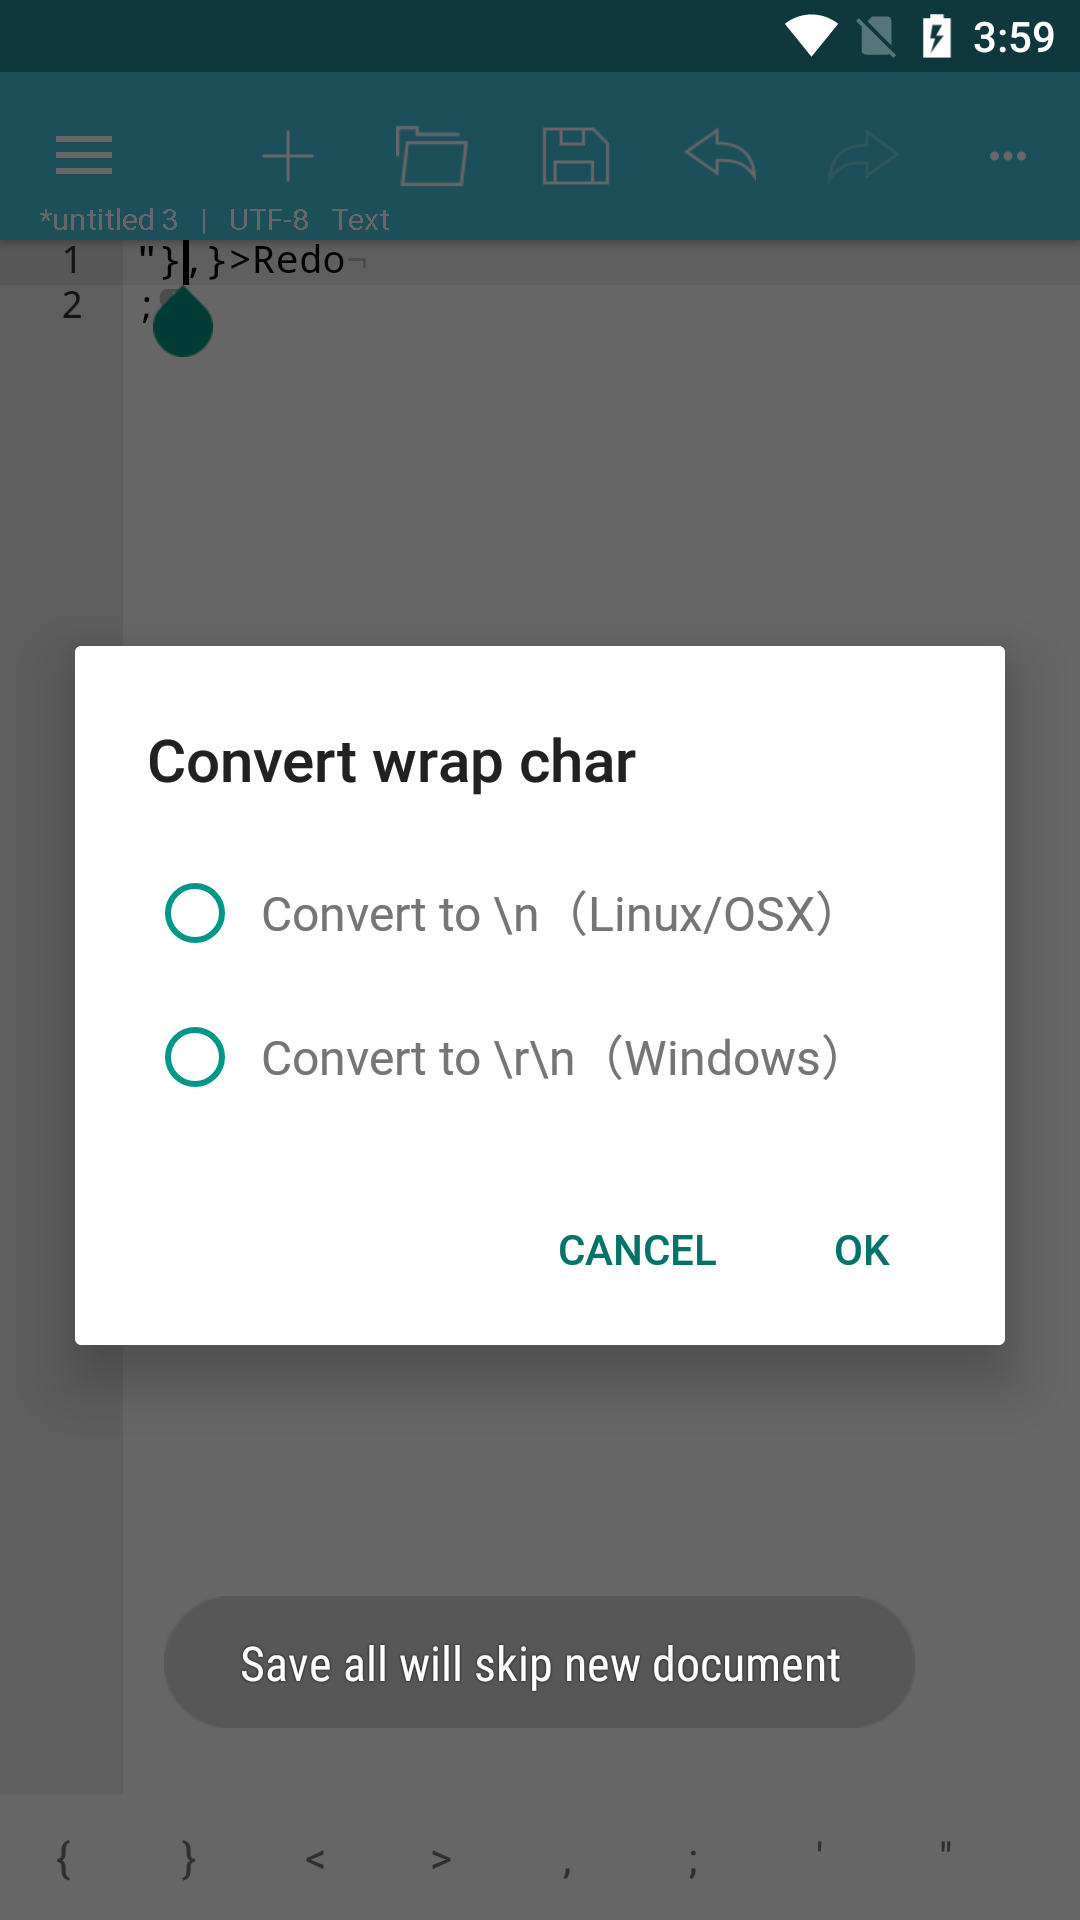 3:59
*untitled 3 | UTF-8 Text
1 "},}>Redo¬
2 ;
Convert wrap char
Convert to \n（Linux/OSX）
Convert to \r\n（Windows）
CANCEL OK
Save all will skip new document
{ } < > , ; ' "